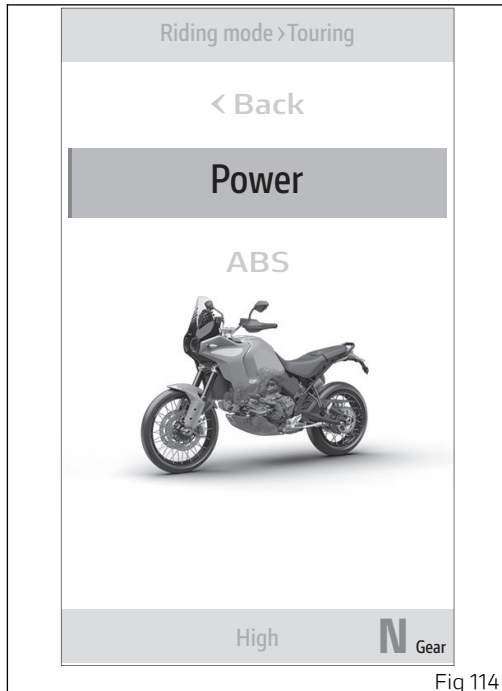 Riding mode›Touring
‹ Back
Power
ABS
High
N Gear
Fig 114